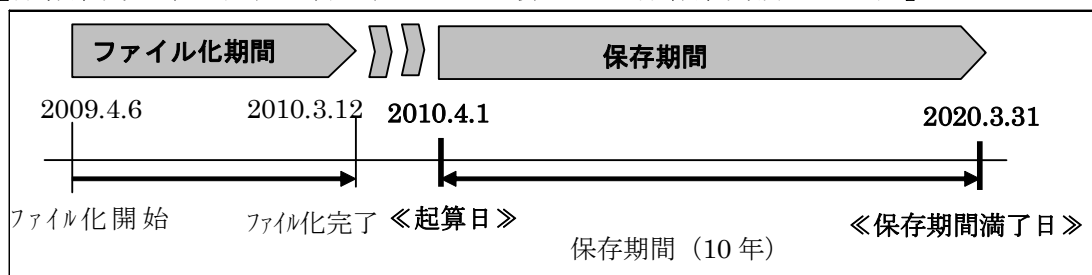 ファイル化期間
保存期間
2009.4.6 2010.3.12 2010.4.1 2020.3.31
ファイル化開始 ファイル化完了 ≪起算日≫ ≪保存期間満了日≫
保存期間（10 年）